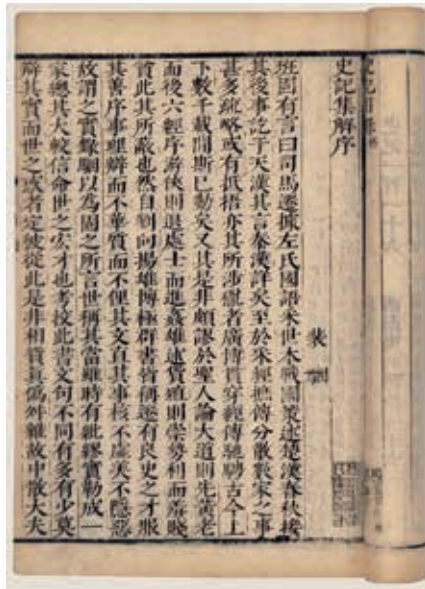 史記集解序
裴駰
班固有言曰司馬遷據左氏國語采世本戰國策述楚漢春秋接
其後事訖于天漢其言秦漢詳矣至於采經摭傳分散數家之事
甚多疏略或有抵捂亦其所涉獵者廣博貫穿經傳馳騁古今上
下數千載間斯已勤矣又其是非頗謬於聖人論大道則先黃老
而後六經序游俠則退處士而進姦雄述貨殖則崇勢利而羞賤
貧此其所蔽也然自劉向揚雄博極群書皆稱遷有良史之才服
其善序事理辯而不華質而不俚其文直其事核不虛美不隱惡
故謂之實錄駰以為固之所言世稱其當雖時有紕繆實勒成一
家總其大較信命世之宏才也考挍此書文句不同有多有少莫
辯其實而世之惑者定彼從此是非相貿真偽舛雜故中散大夫